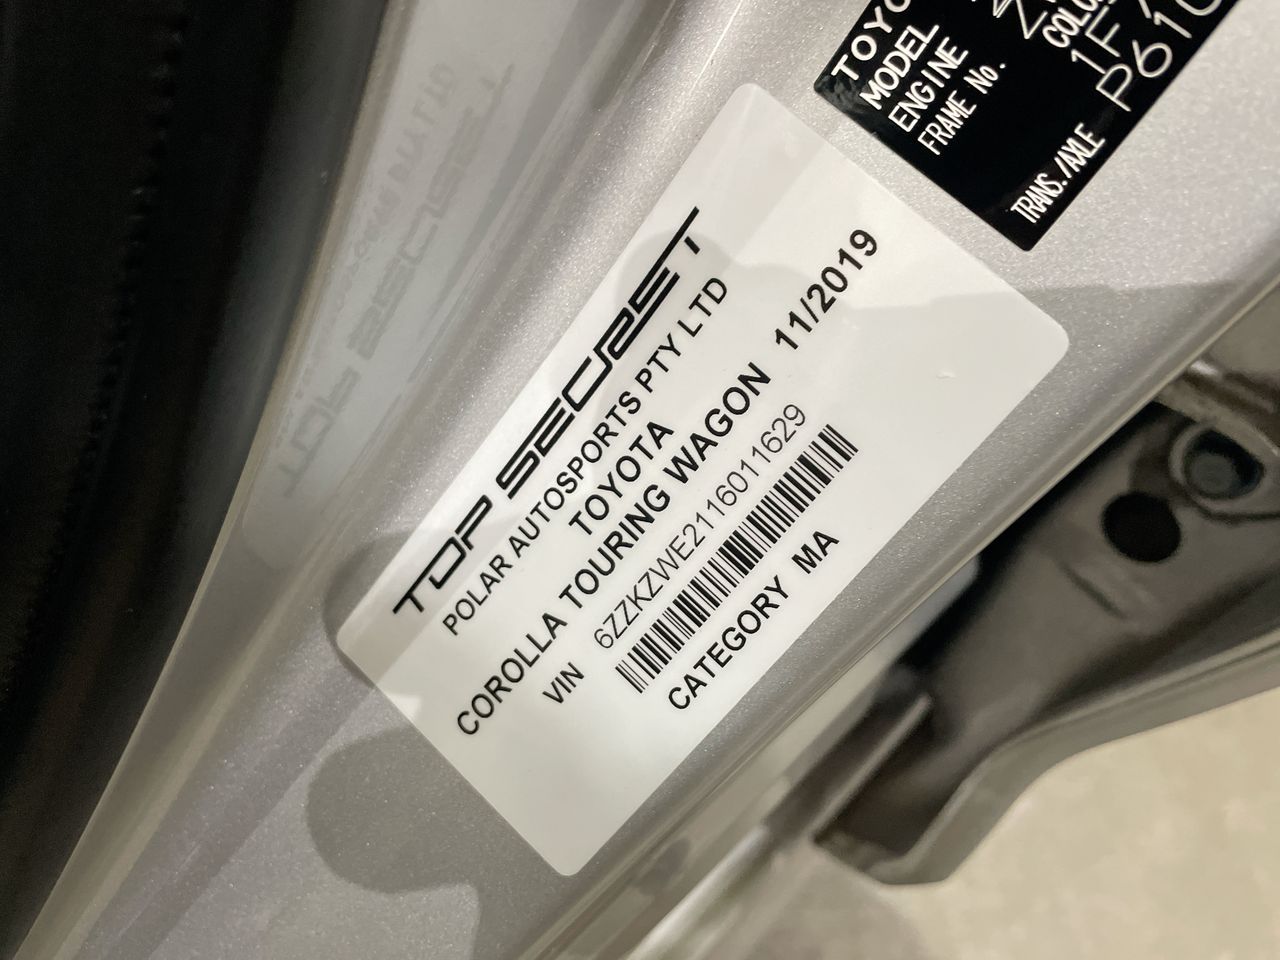 TOP SECRET
POLAR AUTOSPORTS PTY LTD
TOYOTA
COROLLA TOURING WAGON 11/2019
VIN 6ZZKZWE2116011629
CATEGORY MA
MODEL
ENGINE
FRAME No.
1F
TRANS./AXLE